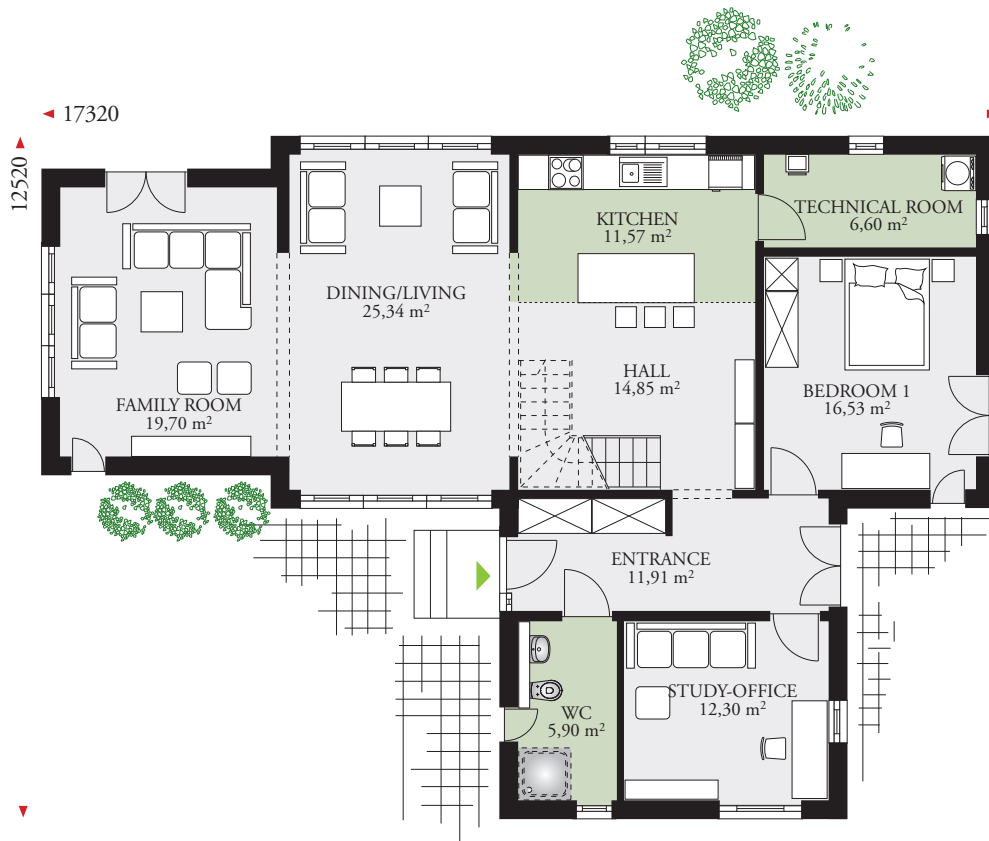 17320
12520
KITCHEN
11,57 m²
TECHNICAL ROOM
6,60 m²
DINING/LIVING
25,34 m²
HALL
14,85 m²
BEDROOM 1
16,53 m²
FAMILY ROOM
19,70 m²
ENTRANCE
11,91 m²
STUDY-OFFICE
12,30 m²
WC
5,90 m²